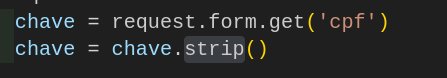 chave = request.form.get('cpf')
chave = chave.strip()